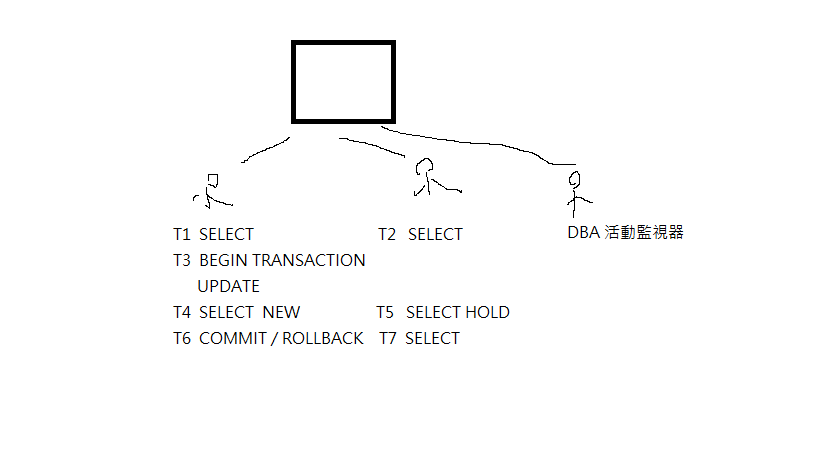 T1 SELECT T2 SELECT DBA 活動監視器
T3 BEGIN TRANSACTION
UPDATE
T4 SELECT NEW T5 SELECT HOLD
T6 COMMIT / ROLLBACK T7 SELECT